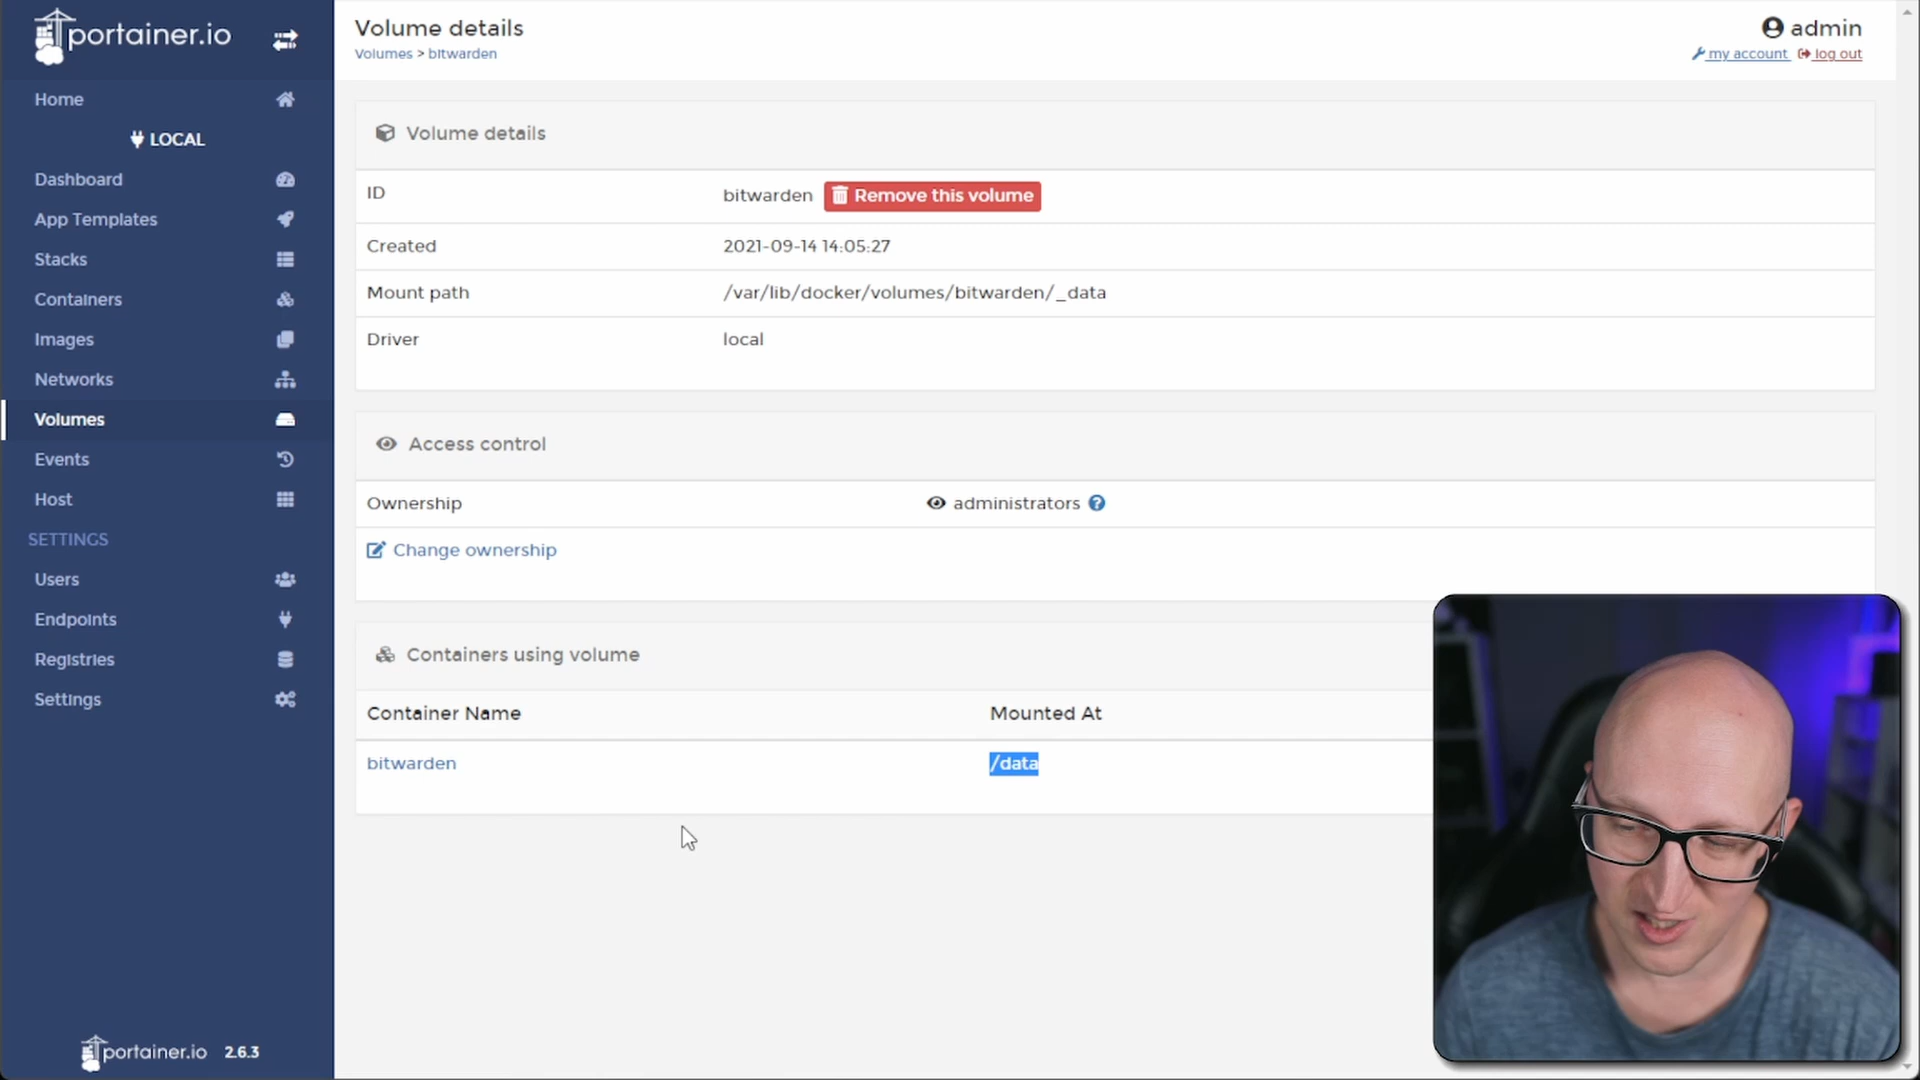 portainer.io
Home
LOCAL
Dashboard
App Templates
Stacks
Containers
Images
Networks
Volumes
Events
Host
SETTINGS
Users
Endpoints
Registries
Settings
portainer.io 2.6.3
Volume details
Volumes > bitwarden
admin
my account log out
Volume details
ID bitwarden Remove this volume
Created 2021-09-14 14:05:27
Mount path /var/lib/docker/volumes/bitwarden/_data
Driver local
Access control
Ownership administrators
Change ownership
Containers using volume
Container Name Mounted At
bitwarden /data